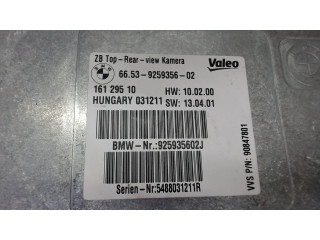 ZB Top-Rear-view Kamera
Valeo
BMW
66.53-9259356-02
161 295 10 HW: 10.02.00
HUNGARY 031211 SW: 13.04.01
BMW-Nr.:925935602J
Serien-Nr:5488031211R
VVS P/N: 90847801